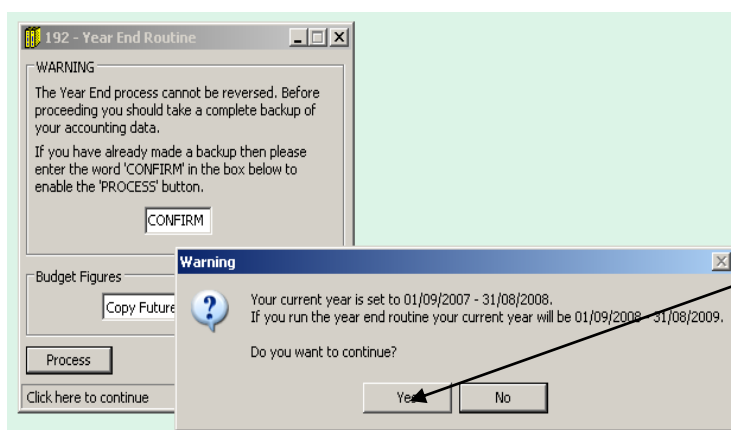 192 - Year End Routine
WARNING
The Year End process cannot be reversed. Before
proceeding you should take a complete backup of
your accounting data.
If you have already made a backup then please
enter the word 'CONFIRM' in the box below to
enable the 'PROCESS' button.
CONFIRM
Budget Figures
Copy Future
Process
Click here to continue
Warning
Your current year is set to 01/09/2007 - 31/08/2008.
If you run the year end routine your current year will be 01/09/2008 - 31/08/2009.
Do you want to continue?
Yes
No